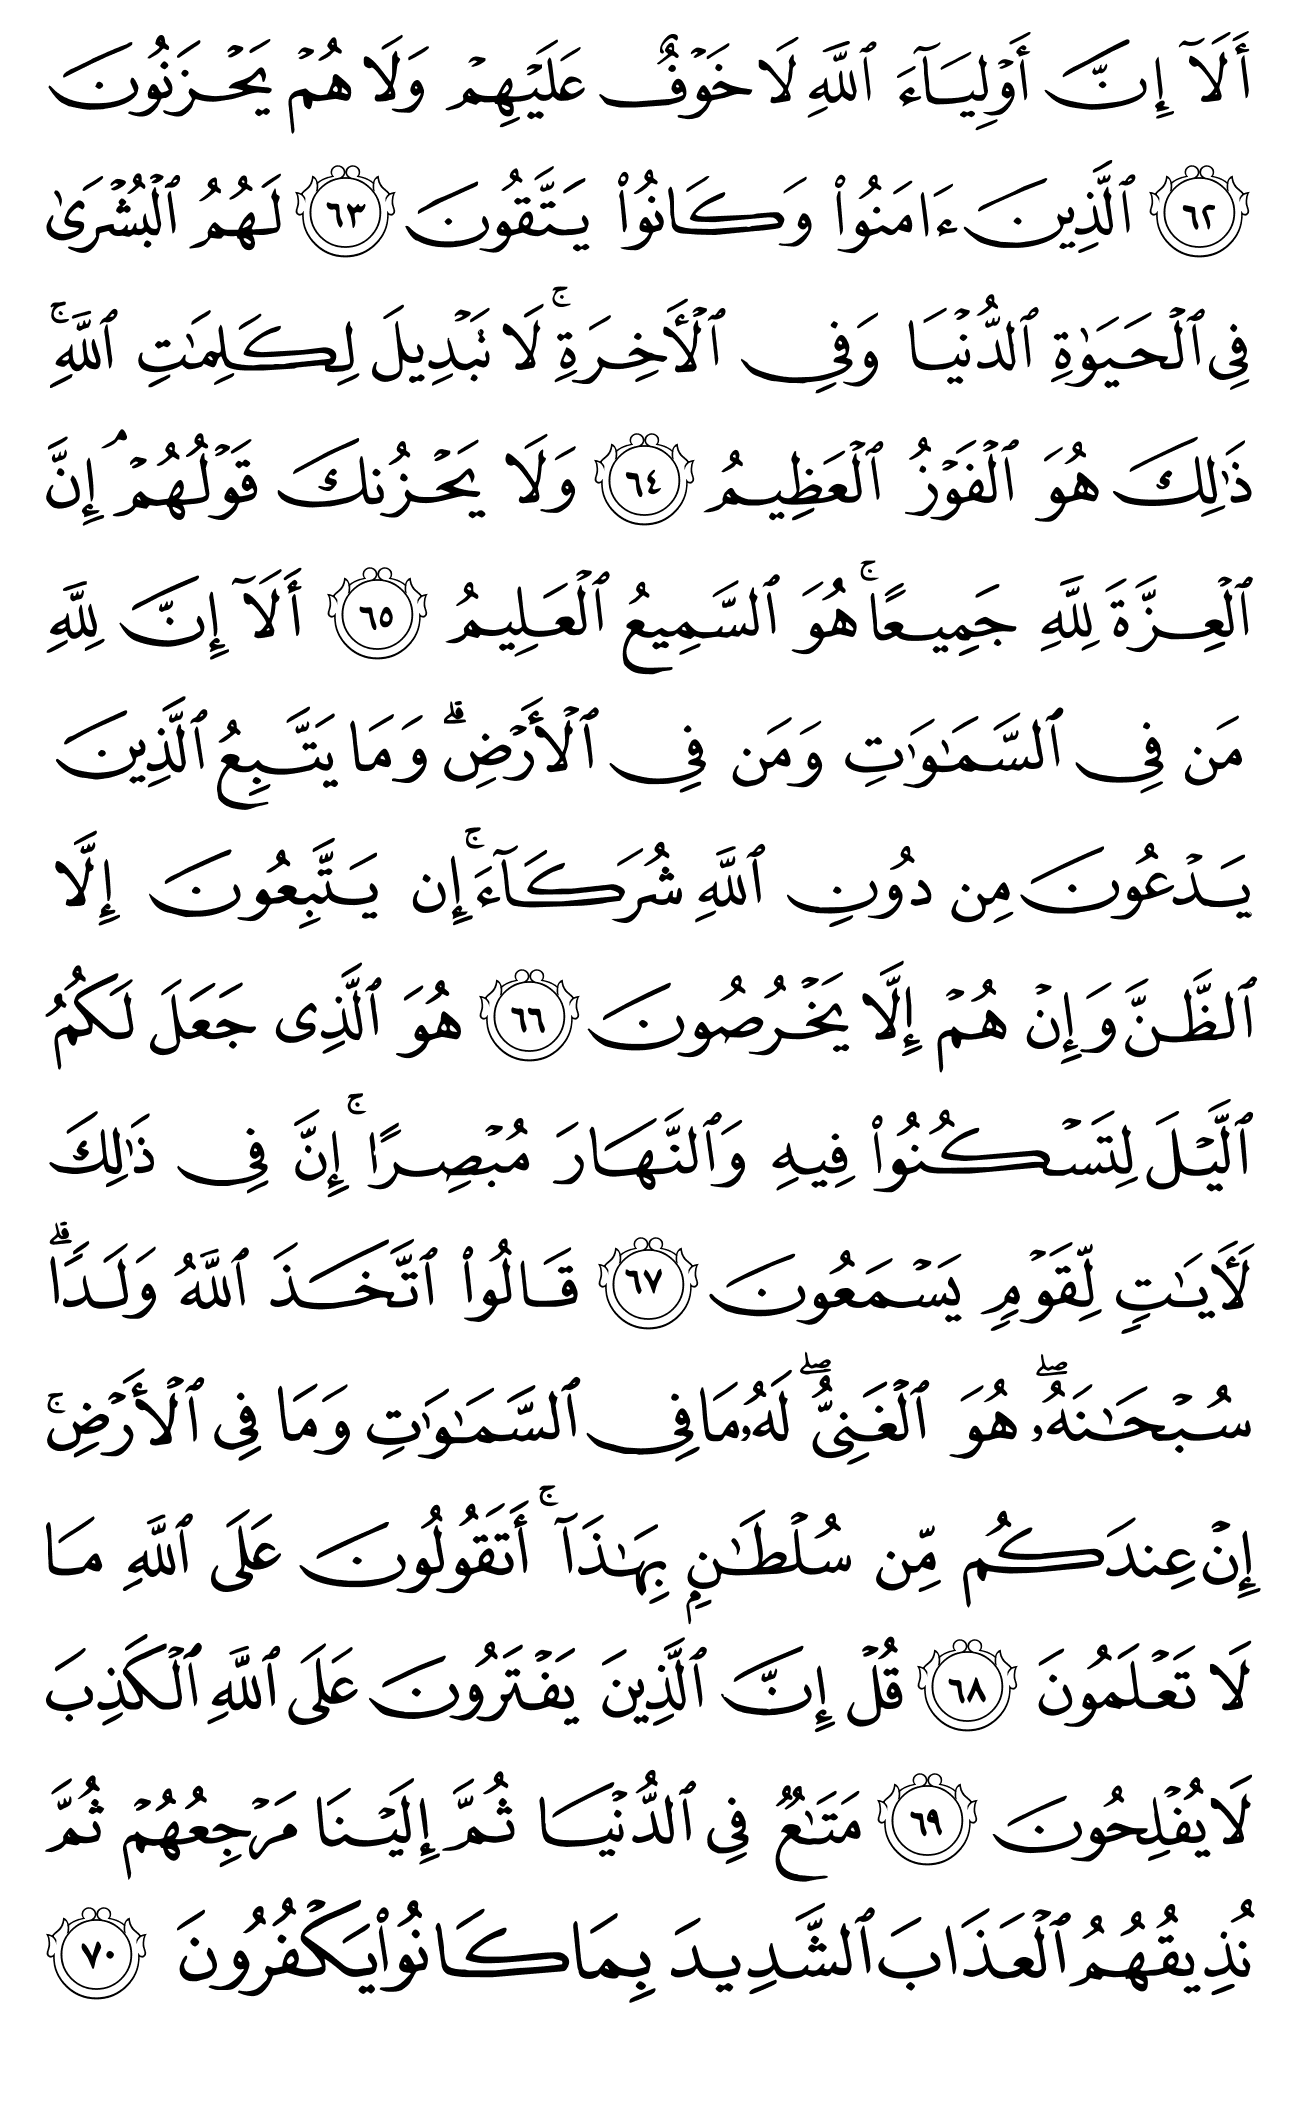 أَلَآ إِنَّ أَوْلِيَآءَ ٱللَّهِ لَا خَوْفٌ عَلَيْهِمْ وَلَا هُمْ يَحْزَنُونَ
٦٢ ٱلَّذِينَ ءَامَنُوا۟ وَكَانُوا۟ يَتَّقُونَ ٦٣ لَهُمُ ٱلْبُشْرَىٰ
فِى ٱلْحَيَوٰةِ ٱلدُّنْيَا وَفِى ٱلْأَخِرَةِ ۚ لَا تَبْدِيلَ لِكَلِمَـٰتِ ٱللَّهِ ۚ
ذَٰلِكَ هُوَ ٱلْفَوْزُ ٱلْعَظِيمُ ٦٤ وَلَا يَحْزُنكَ قَوْلُهُمْ ۘ إِنَّ
ٱلْعِزَّةَ لِلَّهِ جَمِيعًا ۚ هُوَ ٱلسَّمِيعُ ٱلْعَلِيمُ ٦٥ أَلَآ إِنَّ لِلَّهِ
مَن فِى ٱلسَّمَـٰوَٰتِ وَمَن فِى ٱلْأَرْضِ ۗ وَمَا يَتَّبِعُ ٱلَّذِينَ
يَدْعُونَ مِن دُونِ ٱللَّهِ شُرَكَآءَ ۚ إِن يَتَّبِعُونَ إِلَّا
ٱلظَّنَّ وَإِنْ هُمْ إِلَّا يَخْرُصُونَ ٦٦ هُوَ ٱلَّذِى جَعَلَ لَكُمُ
ٱلَّيْلَ لِتَسْكُنُوا۟ فِيهِ وَٱلنَّهَارَ مُبْصِرًا ۚ إِنَّ فِى ذَٰلِكَ
لَـَٔايَـٰتٍ لِّقَوْمٍ يَسْمَعُونَ ٦٧ قَالُوا۟ ٱتَّخَذَ ٱللَّهُ وَلَدًا ۗ
سُبْحَـٰنَهُۥ ۖ هُوَ ٱلْغَنِىُّ ۖ لَهُۥ مَا فِى ٱلسَّمَـٰوَٰتِ وَمَا فِى ٱلْأَرْضِ ۚ
إِنْ عِندَكُم مِّن سُلْطَـٰنٍۭ بِهَـٰذَآ ۚ أَتَقُولُونَ عَلَى ٱللَّهِ مَا
لَا تَعْلَمُونَ ٦٨ قُلْ إِنَّ ٱلَّذِينَ يَفْتَرُونَ عَلَى ٱللَّهِ ٱلْكَذِبَ
لَا يُفْلِحُونَ ٦٩ مَتَـٰعٌ فِى ٱلدُّنْيَا ثُمَّ إِلَيْنَا مَرْجِعُهُمْ ثُمَّ
نُذِيقُهُمُ ٱلْعَذَابَ ٱلشَّدِيدَ بِمَا كَانُوا۟ يَكْفُرُونَ ٧٠